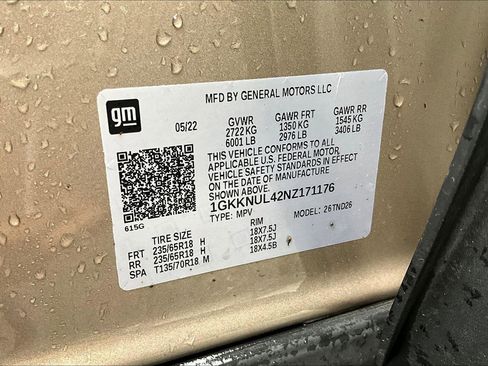 gm
MFD BY GENERAL MOTORS LLC
05/22 GVWR GAWR FRT GAWR RR
2722 KG 1350 KG 1545 KG
6001 LB 2976 LB 3406 LB
THIS VEHICLE CONFORMS TO ALL
APPLICABLE U.S. FEDERAL MOTOR
VEHICLE SAFETY STANDARDS IN EFFECT
ON THE DATE OF MANUFACTURE
SHOWN ABOVE.
1GKKNUL42NZ171176
TYPE: MPV MODEL: 26TND26
615G
TIRE SIZE RIM
FRT 235/65R18 H 18X7.5J
RR 235/65R18 H 18X7.5J
SPA T135/70R18 M 18X4.5B